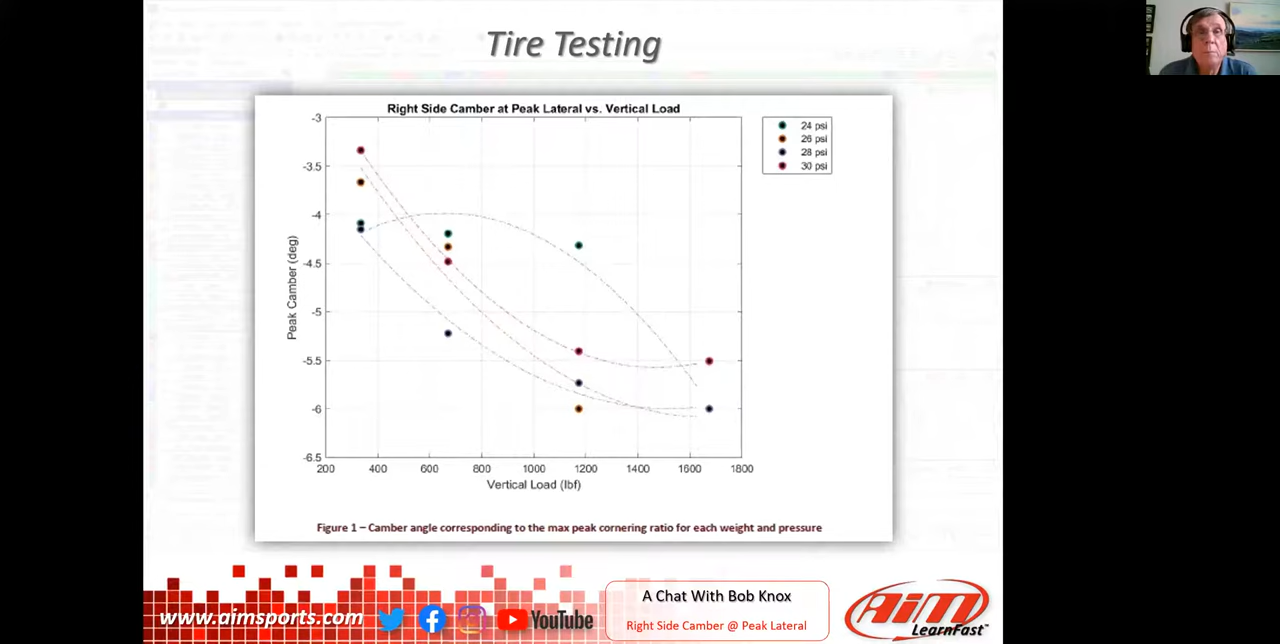 Tire Testing
Right Side Camber at Peak Lateral vs. Vertical Load
24 psi
26 psi
28 psi
30 psi
-3
-3.5
-4
-4.5
-5
-5.5
-6
-6.5
Peak Camber (deg)
200 400 600 800 1000 1200 1400 1600 1800
Vertical Load (lbf)
Figure 1 – Camber angle corresponding to the max peak cornering ratio for each weight and pressure
www.aimsports.com
YouTube
A Chat With Bob Knox
Right Side Camber @ Peak Lateral
AiM
LearnFast